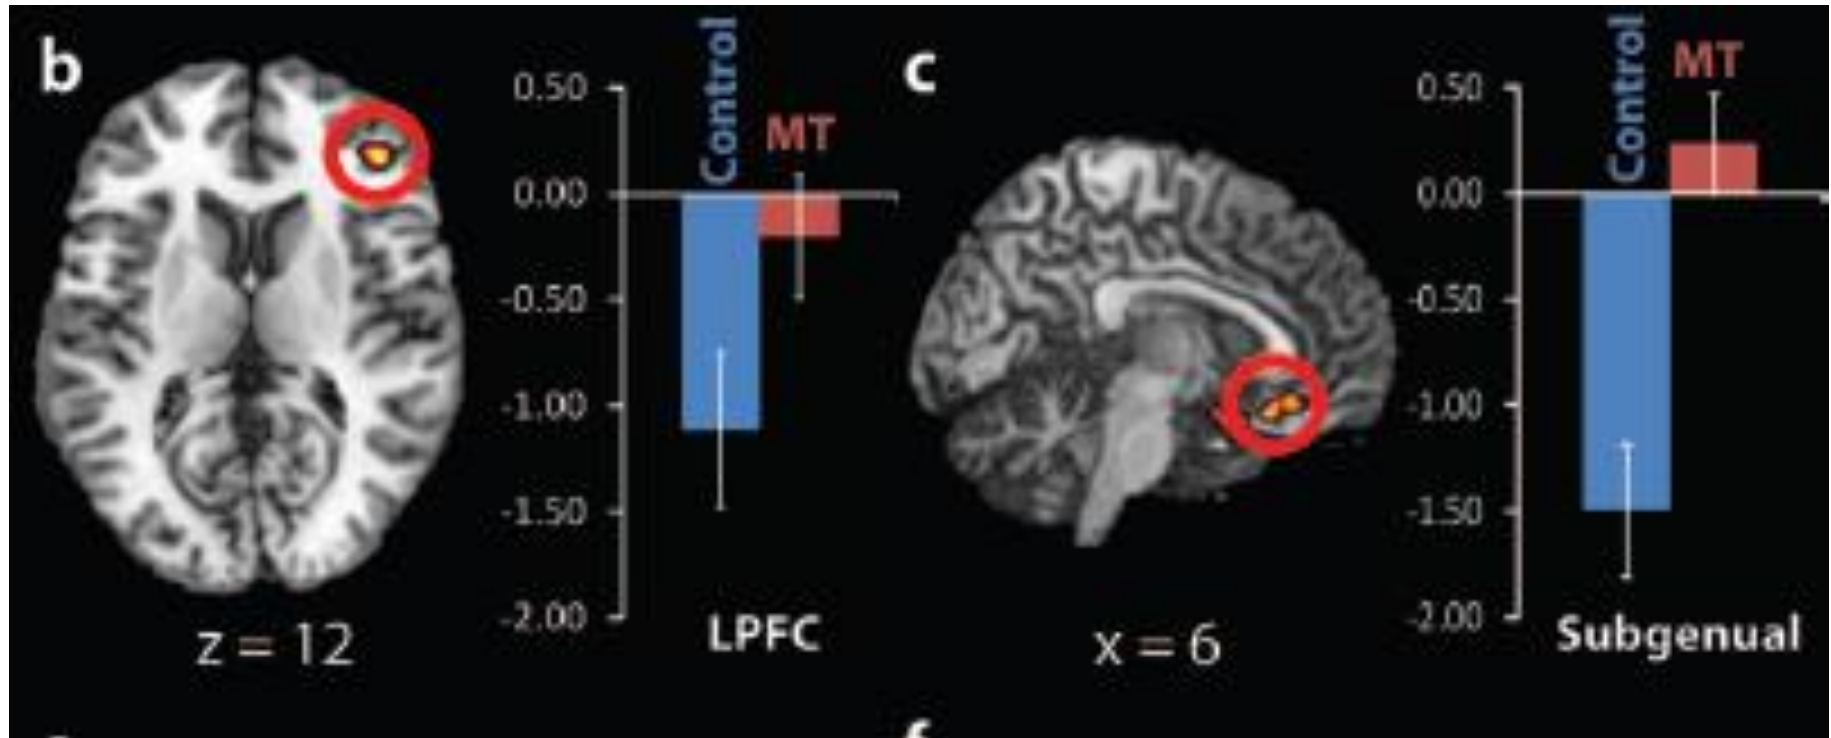 b
Control
MT
0.50
0.00
-0.50
-1.00
-1.50
-2.00
z = 12
LPFC
c
Control
MT
0.50
0.00
-0.50
-1.00
-1.50
-2.00
x = 6
Subgenual
f